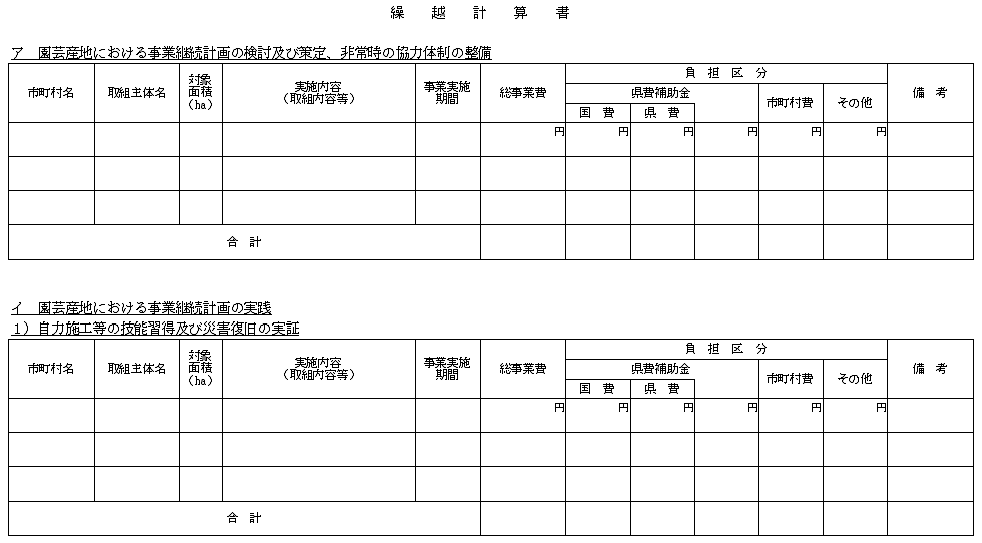 繰　越　計　算　書
ア　園芸産地における事業継続計画の検討及び策定、非常時の協力体制の整備
市町村名 取組主体名 対象面積（ha） 実施内容（取組内容等） 事業実施期間 総事業費 負　担　区　分 備　考
県費補助金 市町村費 その他
国　費 県　費
円 円 円 円 円 円
合　計
イ　園芸産地における事業継続計画の実践
１）自力施工等の技能習得及び災害復旧の実証
市町村名 取組主体名 対象面積（ha） 実施内容（取組内容等） 事業実施期間 総事業費 負　担　区　分 備　考
県費補助金 市町村費 その他
国　費 県　費
円 円 円 円 円 円
合　計